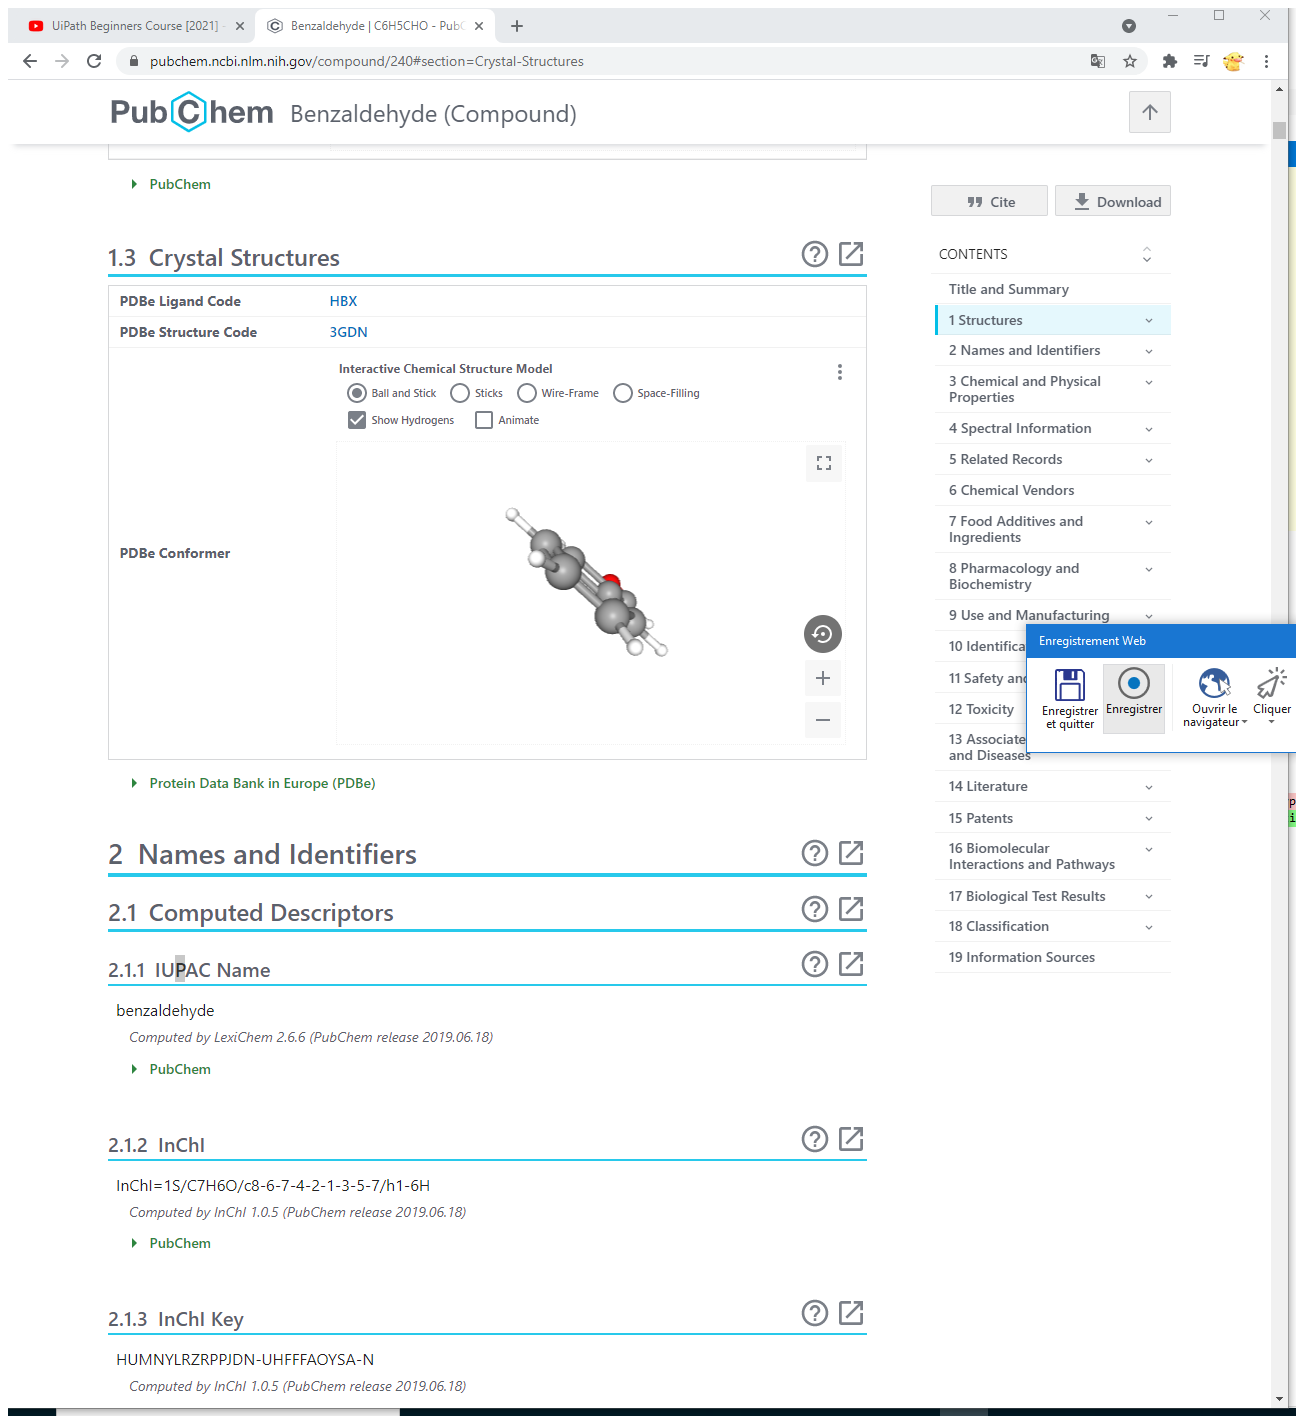 UiPath Beginners Course [2021] -
Benzaldehyde | C6H5CHO - PubC
pubchem.ncbi.nlm.nih.gov/compound/240#section=Crystal-Structures
PubChem Benzaldehyde (Compound)
PubChem
Cite
Download
1.3 Crystal Structures
PDBe Ligand Code HBX
PDBe Structure Code 3GDN
PDBe Conformer
Interactive Chemical Structure Model
Ball and Stick Sticks Wire-Frame Space-Filling
Show Hydrogens Animate
Protein Data Bank in Europe (PDBe)
2 Names and Identifiers
2.1 Computed Descriptors
2.1.1 IUPAC Name
benzaldehyde
Computed by LexiChem 2.6.6 (PubChem release 2019.06.18)
PubChem
2.1.2 InChI
InChI=1S/C7H6O/c8-6-7-4-2-1-3-5-7/h1-6H
Computed by InChI 1.0.5 (PubChem release 2019.06.18)
PubChem
2.1.3 InChI Key
HUMNYLRZRPPJDN-UHFFFAOYSA-N
Computed by InChI 1.0.5 (PubChem release 2019.06.18)
CONTENTS
Title and Summary
1 Structures
2 Names and Identifiers
3 Chemical and Physical
Properties
4 Spectral Information
5 Related Records
6 Chemical Vendors
7 Food Additives and
Ingredients
8 Pharmacology and
Biochemistry
9 Use and Manufacturing
10 Identifica
11 Safety and
12 Toxicity
13 Associate
and Diseases
14 Literature
15 Patents
16 Biomolecular
Interactions and Pathways
17 Biological Test Results
18 Classification
19 Information Sources
Enregistrement Web
Enregistrer
et quitter
Enregistrer
Ouvrir le
navigateur
Cliquer
p
i